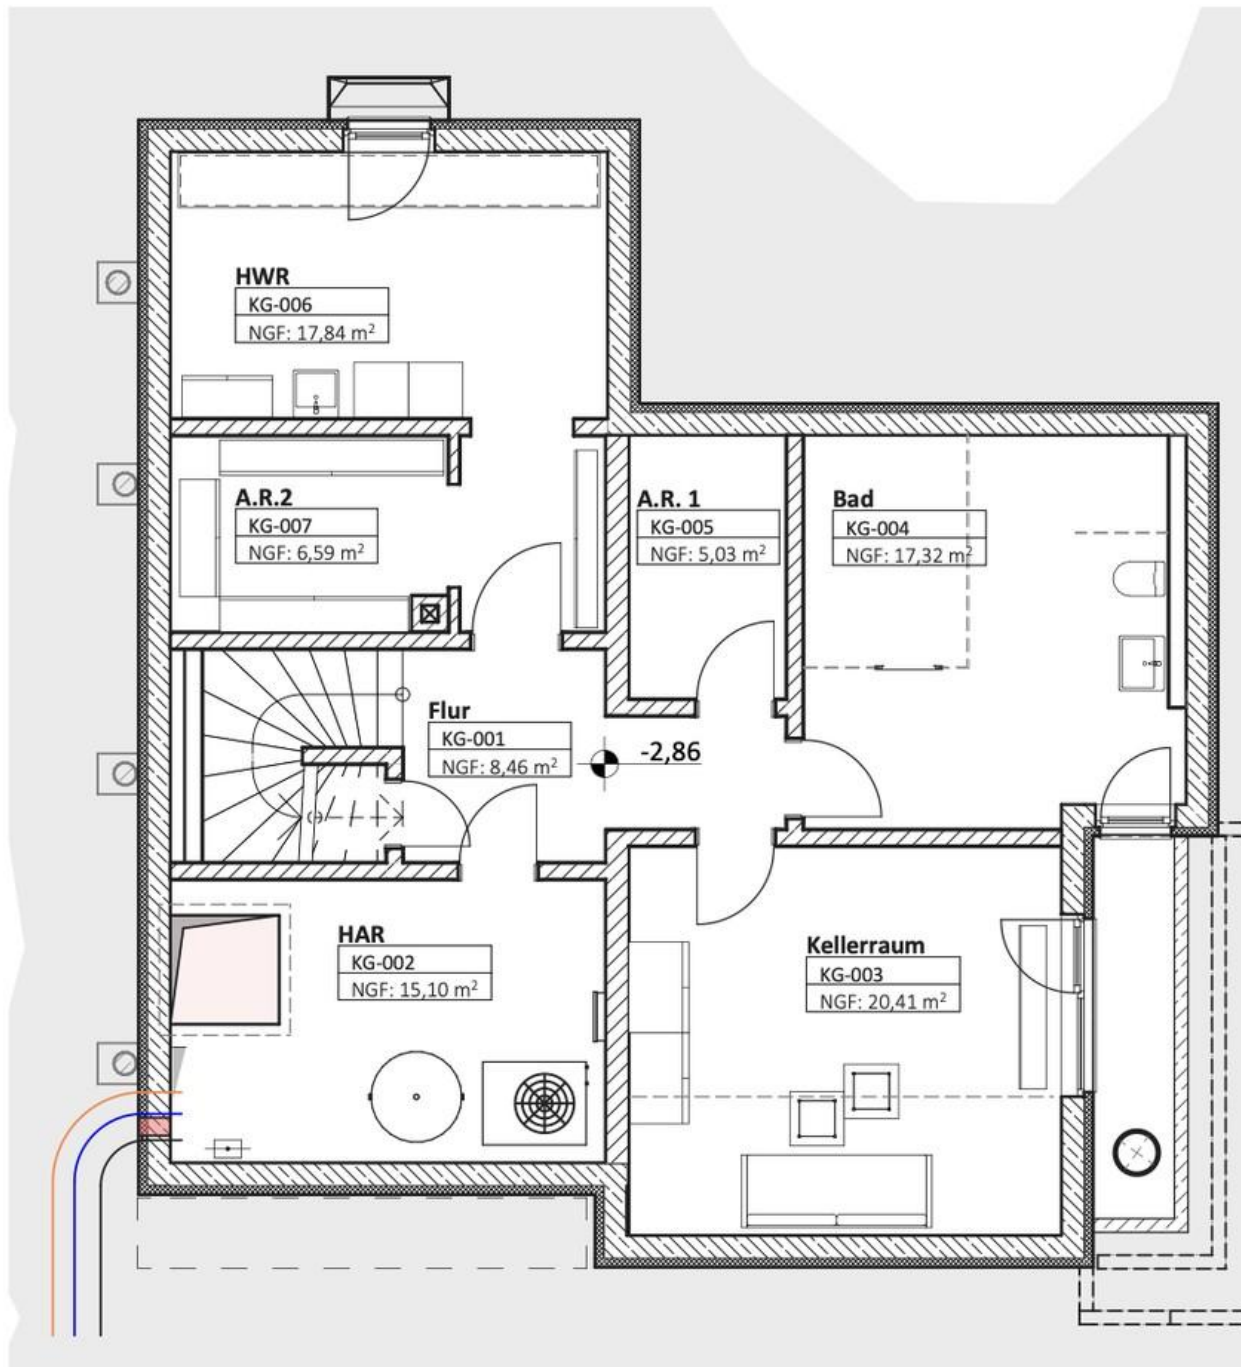 HWR
KG-006
NGF: 17,84 m²
A.R.2
KG-007
NGF: 6,59 m²
A.R. 1
KG-005
NGF: 5,03 m²
Bad
KG-004
NGF: 17,32 m²
Flur
KG-001
NGF: 8,46 m²
-2,86
HAR
KG-002
NGF: 15,10 m²
Kellerraum
KG-003
NGF: 20,41 m²